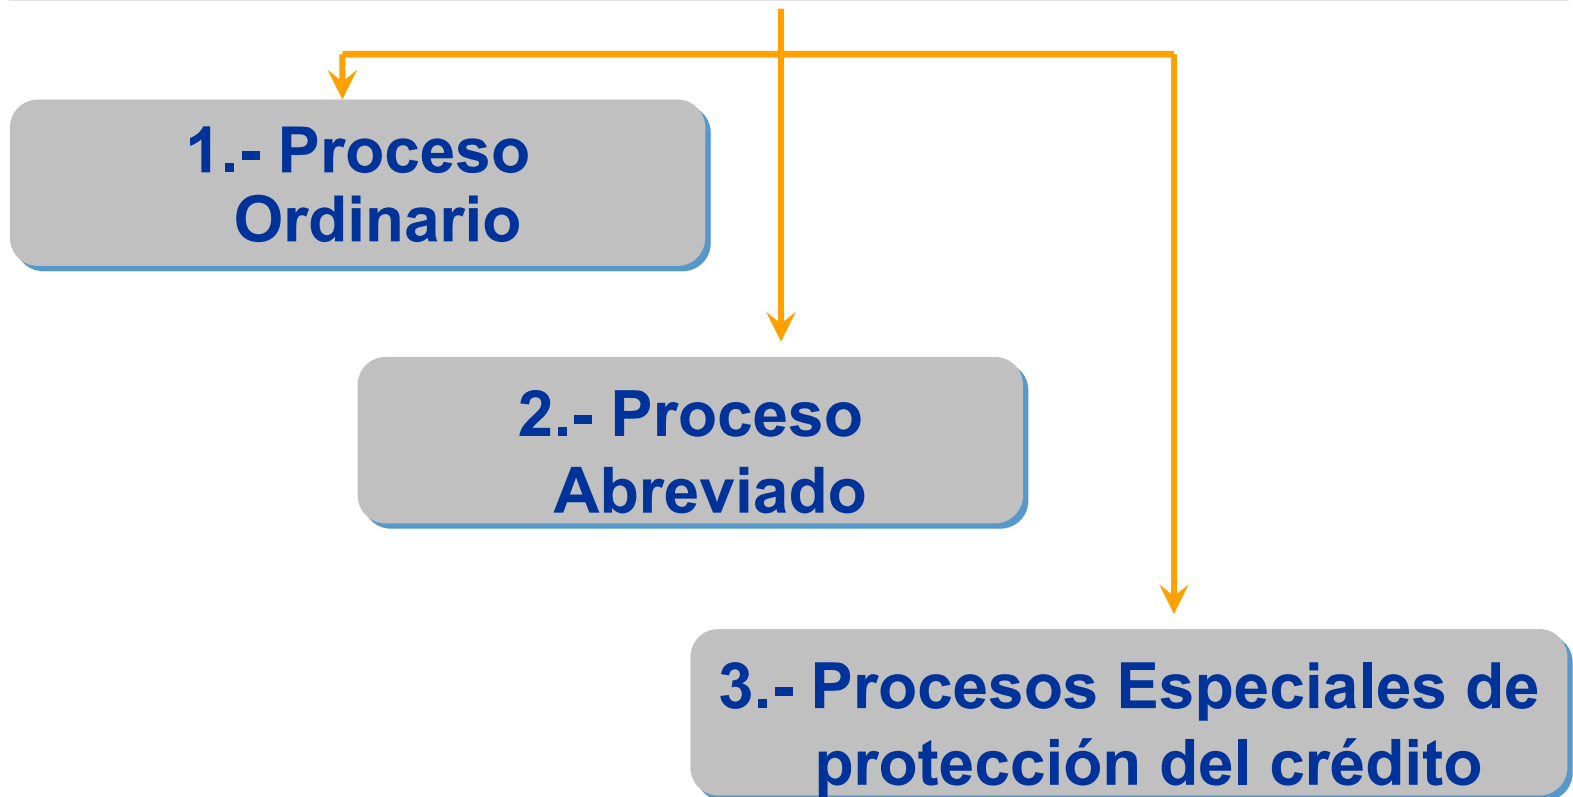 1.- Proceso
Ordinario
2.- Proceso
Abreviado
3.- Procesos Especiales de
protección del crédito